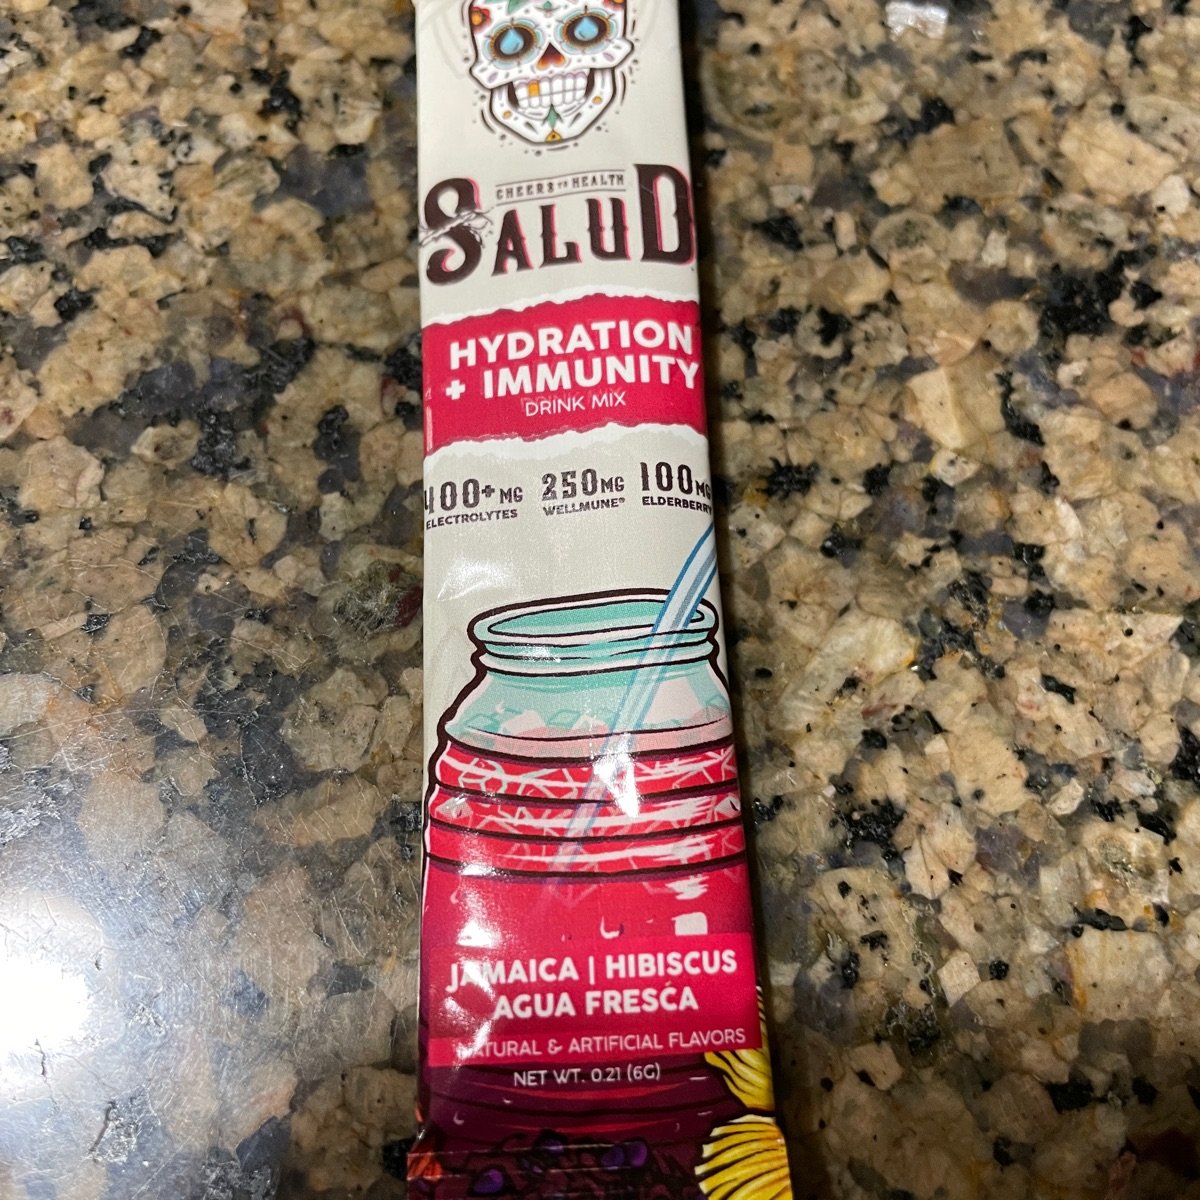 CHEERS TO HEALTH
SALUD
HYDRATION
+ IMMUNITY
DRINK MIX
400+ MG 250MG 100MG
ELECTROLYTES WELLMUNE® ELDERBERRY
JAMAICA | HIBISCUS
AGUA FRESCA
NATURAL & ARTIFICIAL FLAVORS
NET WT. 0.21 (6G)